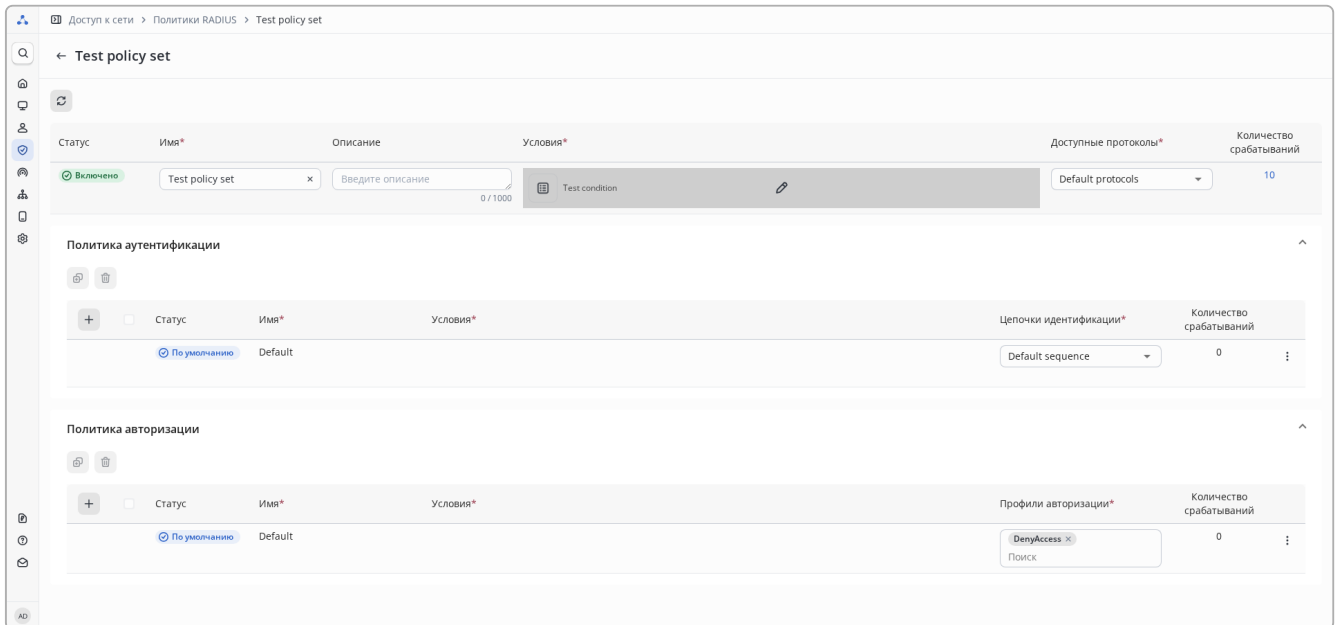 Доступ к сети > Политики RADIUS > Test policy set
← Test policy set
Статус Имя* Описание Условия* Доступные протоколы* Количество срабатываний
Включено Test policy set × Введите описание Test condition Default protocols 10
0 / 1000
Политика аутентификации
+ Статус Имя* Условия* Цепочки идентификации* Количество срабатываний
По умолчанию Default Default sequence 0
Политика авторизации
+ Статус Имя* Условия* Профили авторизации* Количество срабатываний
По умолчанию Default DenyAccess × 0
Поиск
AD